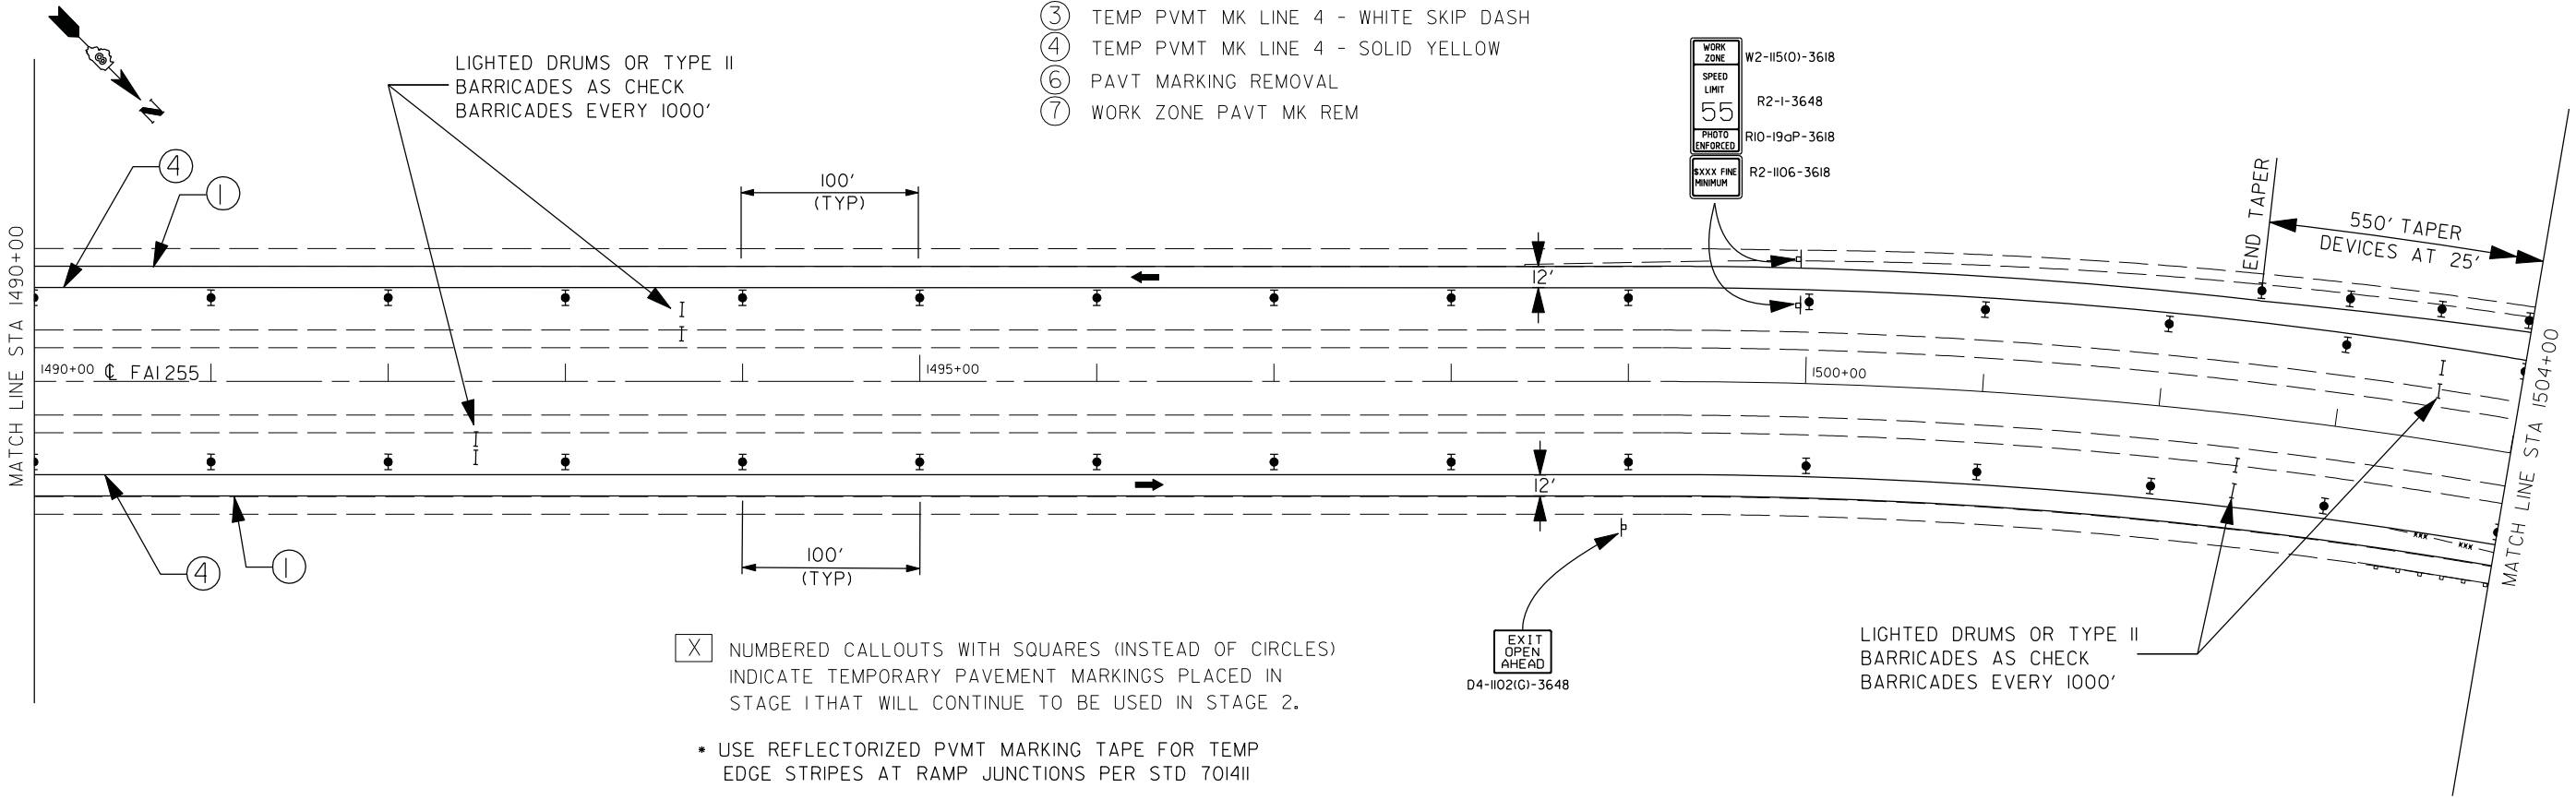 ③ TEMP PVMT MK LINE 4 - WHITE SKIP DASH
④ TEMP PVMT MK LINE 4 - SOLID YELLOW
⑥ PAVT MARKING REMOVAL
⑦ WORK ZONE PAVT MK REM
N
LIGHTED DRUMS OR TYPE II
BARRICADES AS CHECK
BARRICADES EVERY 1000'
WORK
ZONE
W2-115(O)-3618
SPEED
LIMIT
55
R2-1-3648
PHOTO
ENFORCED
R10-19aP-3618
$XXX FINE
MINIMUM
R2-1106-3618
4
1
100'
(TYP)
END TAPER
550' TAPER
DEVICES AT 25'
12'
MATCH LINE STA 1490+00
1490+00 ℄ FAI 255
1495+00
1500+00
MATCH LINE STA 1504+00
12'
4
1
100'
(TYP)
EXIT
OPEN
AHEAD
D4-1102(G)-3648
LIGHTED DRUMS OR TYPE II
BARRICADES AS CHECK
BARRICADES EVERY 1000'
XXX XXX
X NUMBERED CALLOUTS WITH SQUARES (INSTEAD OF CIRCLES)
INDICATE TEMPORARY PAVEMENT MARKINGS PLACED IN
STAGE 1THAT WILL CONTINUE TO BE USED IN STAGE 2.
* USE REFLECTORIZED PVMT MARKING TAPE FOR TEMP
EDGE STRIPES AT RAMP JUNCTIONS PER STD 701411